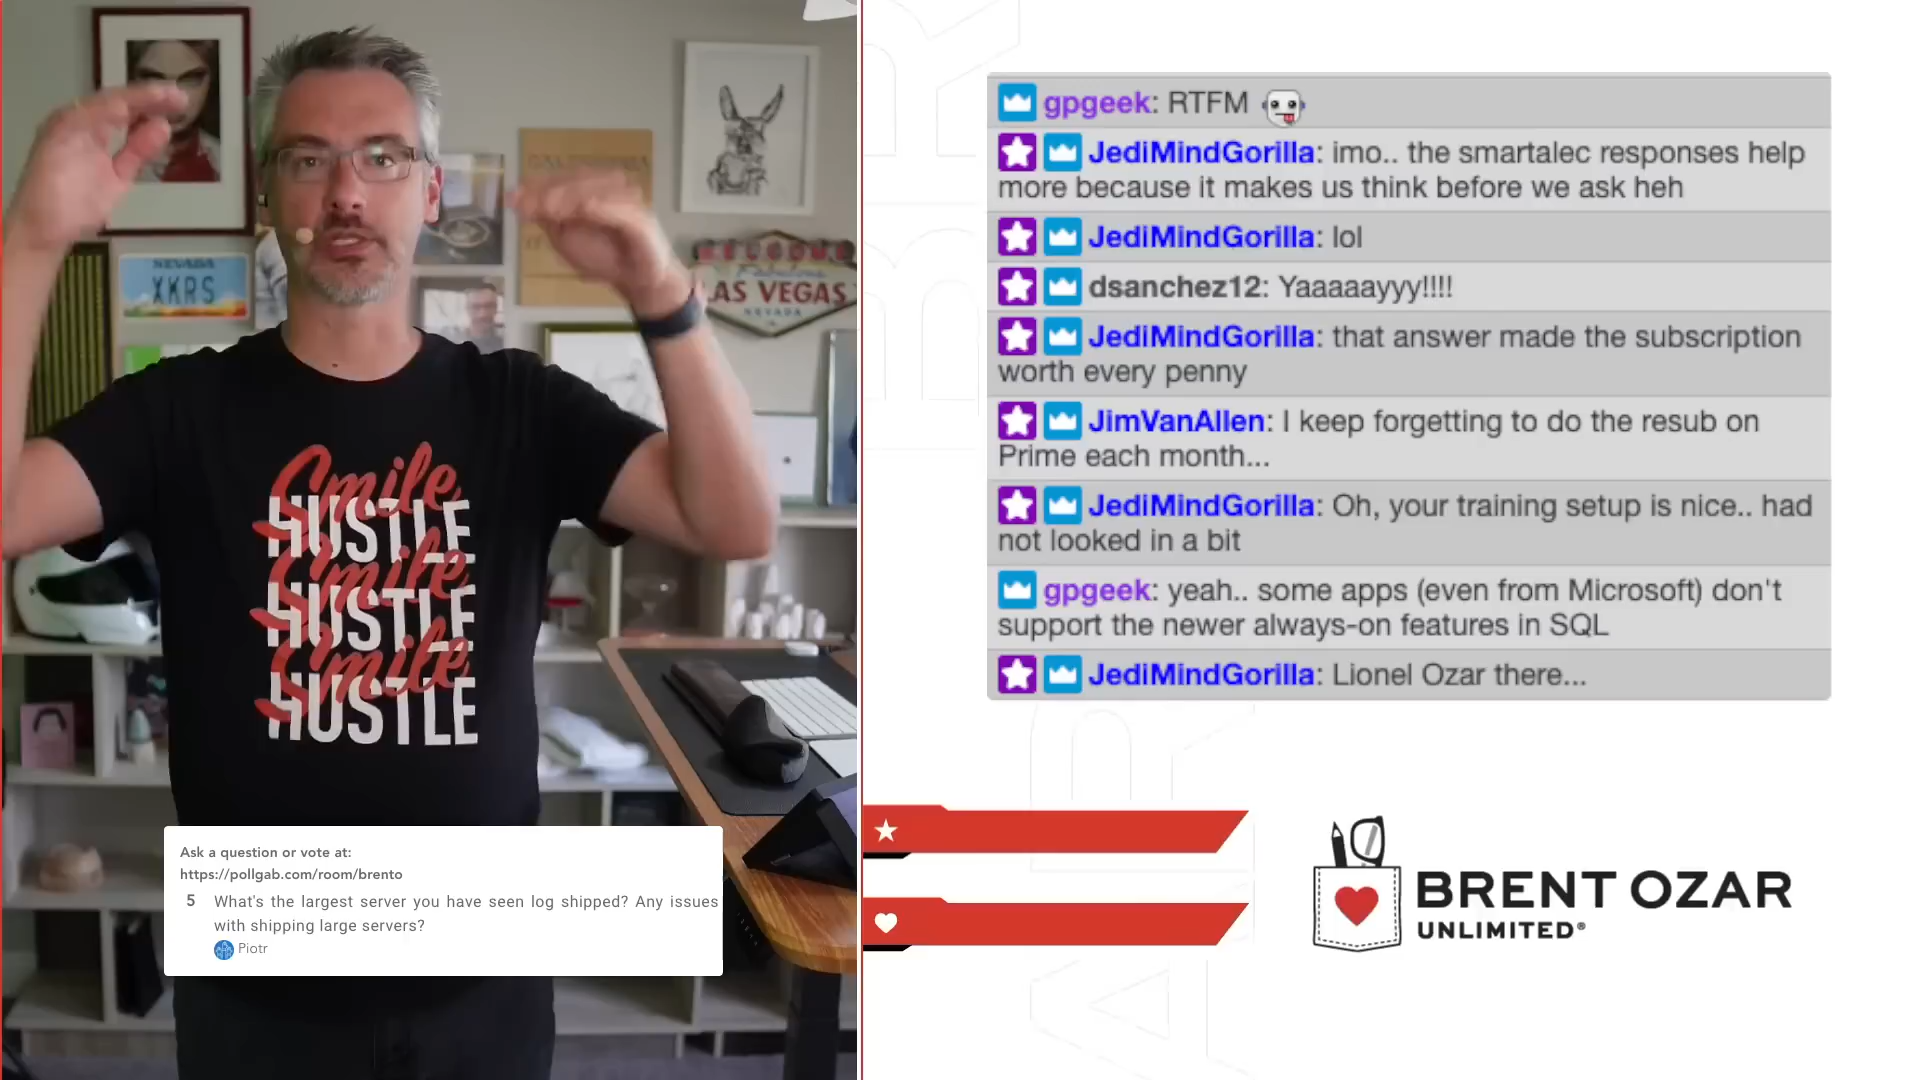 NEVADA
XKRS
WELCOME
Fabulous
LAS VEGAS
NEVADA
Smile
HUSTLE
Smile
HUSTLE
Smile
HUSTLE
Ask a question or vote at:
https://pollgab.com/room/brento
5 What's the largest server you have seen log shipped? Any issues
with shipping large servers?
Piotr
gpgeek: RTFM
JediMindGorilla: imo.. the smartalec responses help
more because it makes us think before we ask heh
JediMindGorilla: lol
dsanchez12: Yaaaaayyy!!!!
JediMindGorilla: that answer made the subscription
worth every penny
JimVanAllen: I keep forgetting to do the resub on
Prime each month...
JediMindGorilla: Oh, your training setup is nice.. had
not looked in a bit
gpgeek: yeah.. some apps (even from Microsoft) don't
support the newer always-on features in SQL
JediMindGorilla: Lionel Ozar there...
BRENT OZAR
UNLIMITED®